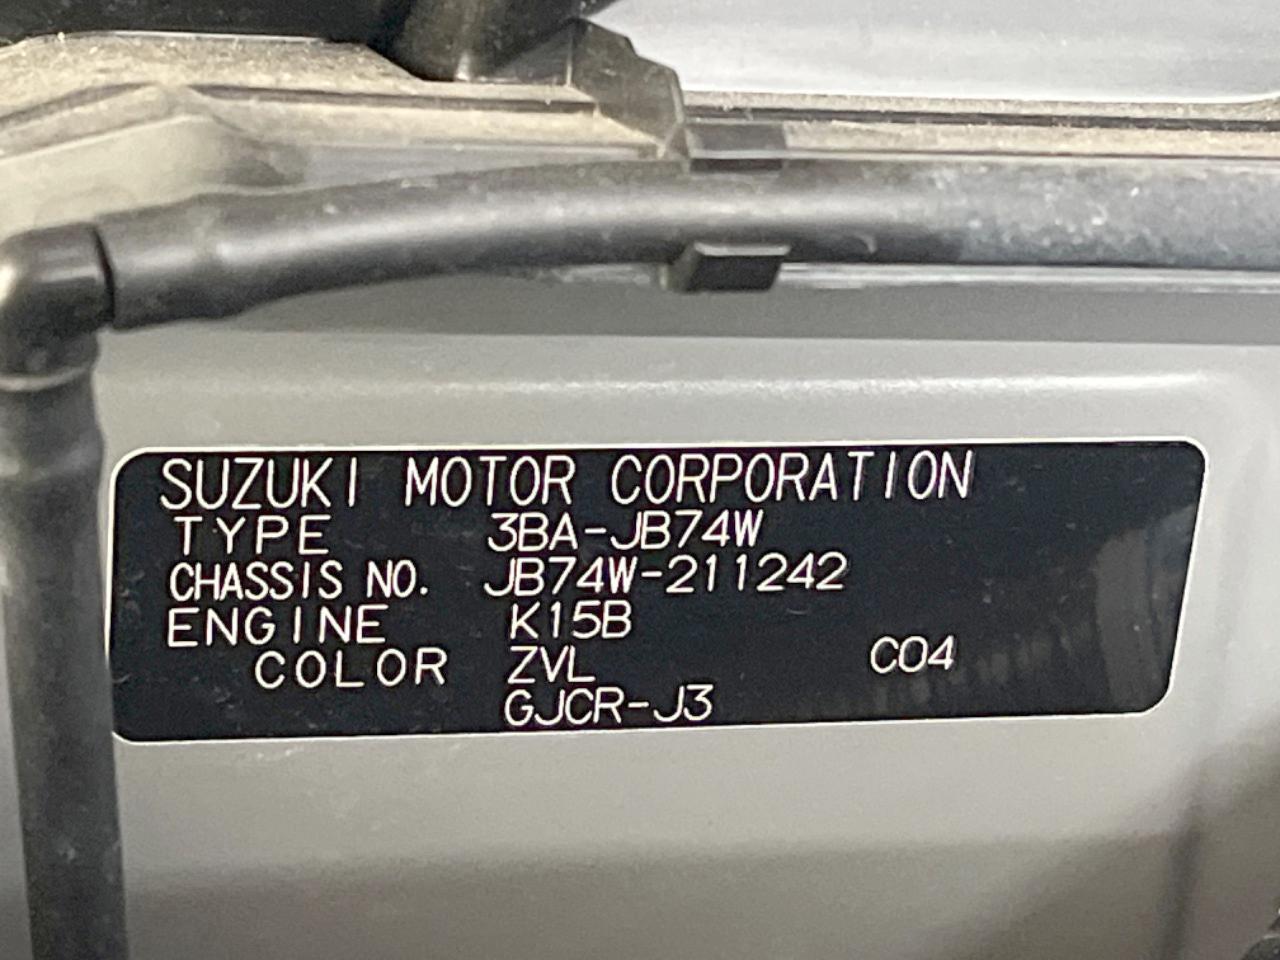 SUZUKI MOTOR CORPORATION
TYPE 3BA-JB74W
CHASSIS NO. JB74W-211242
ENGINE K15B
COLOR ZVL C04
GJCR-J3